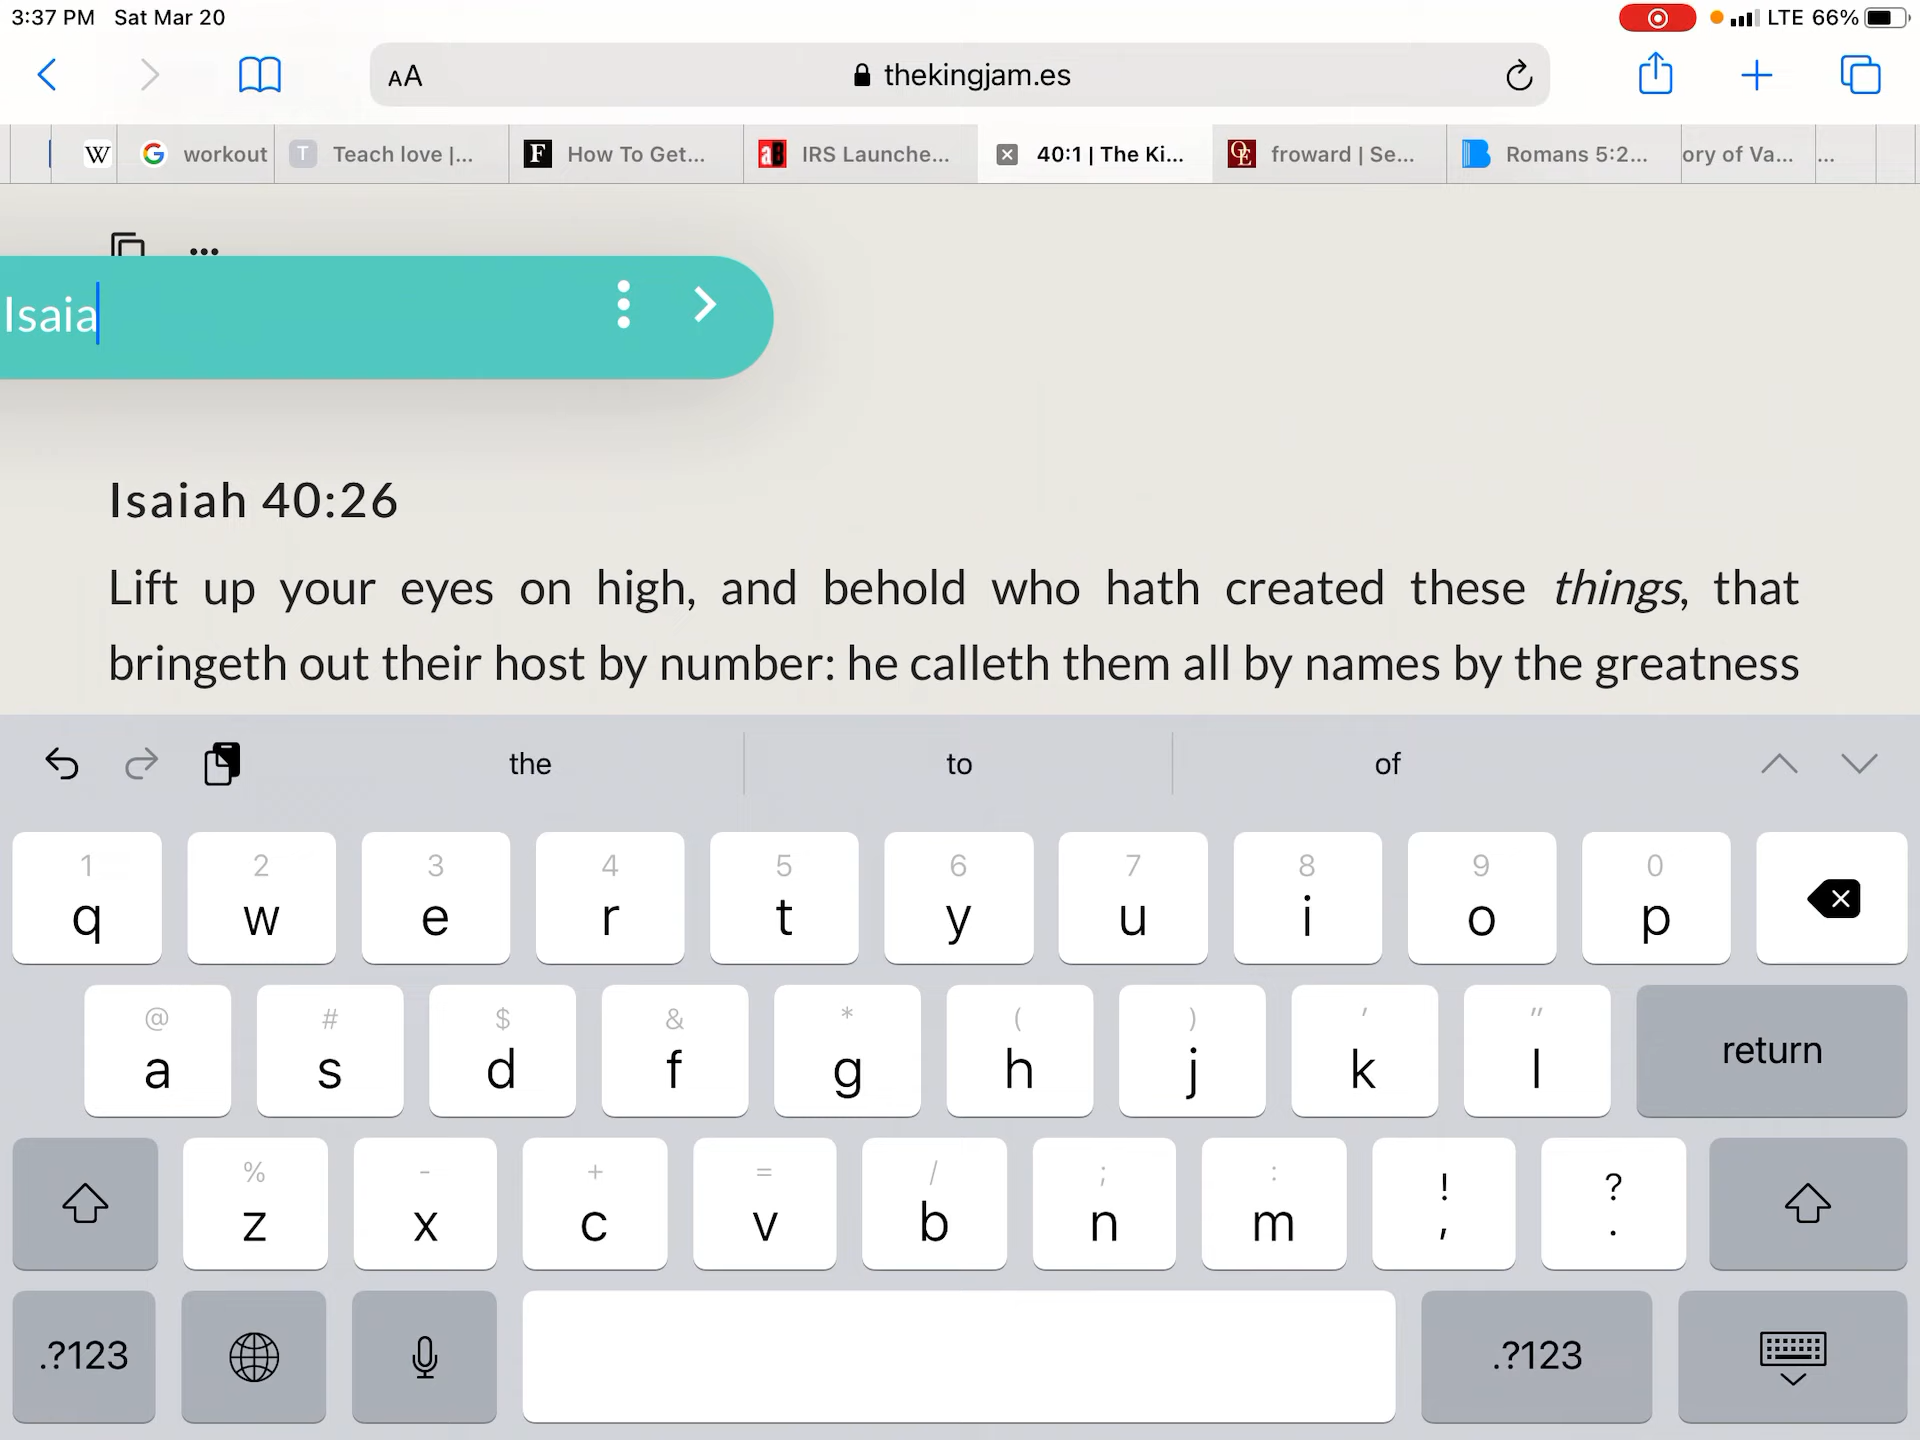 3:37 PM Sat Mar 20
LTE 66%
AA
thekingjam.es
W
workout
T
Teach love |...
F
How To Get...
aB
IRS Launche...
40:1 | The Ki...
OE
froward | Se...
B
Romans 5:2...
ory of Va...
...
Isaia
Isaiah 40:26
Lift up your eyes on high, and behold who hath created these things, that
bringeth out their host by number: he calleth them all by names by the greatness
the to of
1 2 3 4 5 6 7 8 9 0
q w e r t y u i o p
@ # $ & * ( ) ' "
a s d f g h j k l return
% - + = / ; : ! ?
z x c v b n m , .
.?123 .?123